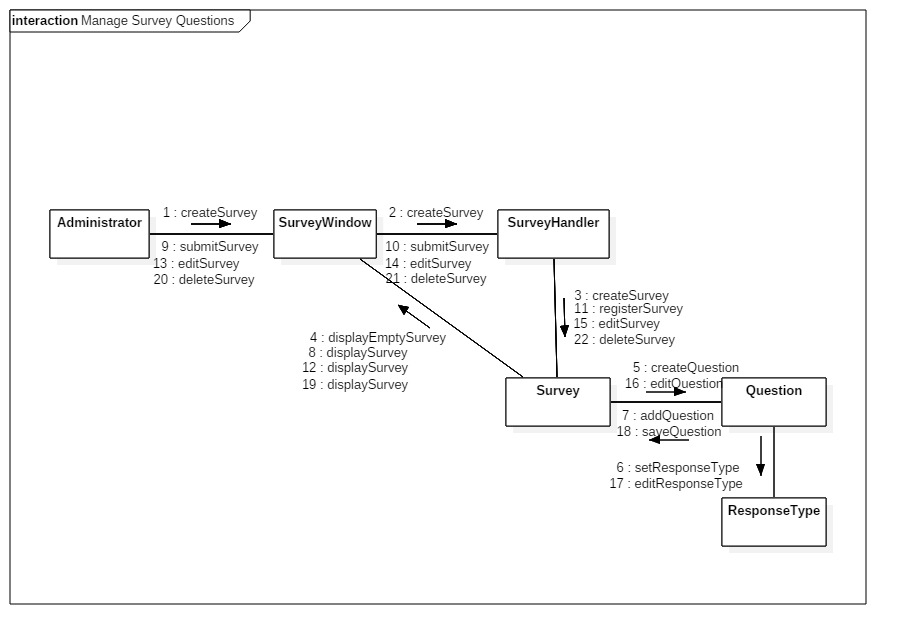 interaction Manage Survey Questions
1 : createSurvey
2 : createSurvey
Administrator
SurveyWindow
SurveyHandler
9 : submitSurvey
13 : editSurvey
20 : deleteSurvey
10 : submitSurvey
14 : editSurvey
21 : deleteSurvey
3 : createSurvey
11 : registerSurvey
15 : editSurvey
22 : deleteSurvey
4 : displayEmptySurvey
8 : displaySurvey
12 : displaySurvey
19 : displaySurvey
5 : createQuestion
16 : editQuestion
Survey
Question
7 : addQuestion
18 : saveQuestion
6 : setResponseType
17 : editResponseType
ResponseType